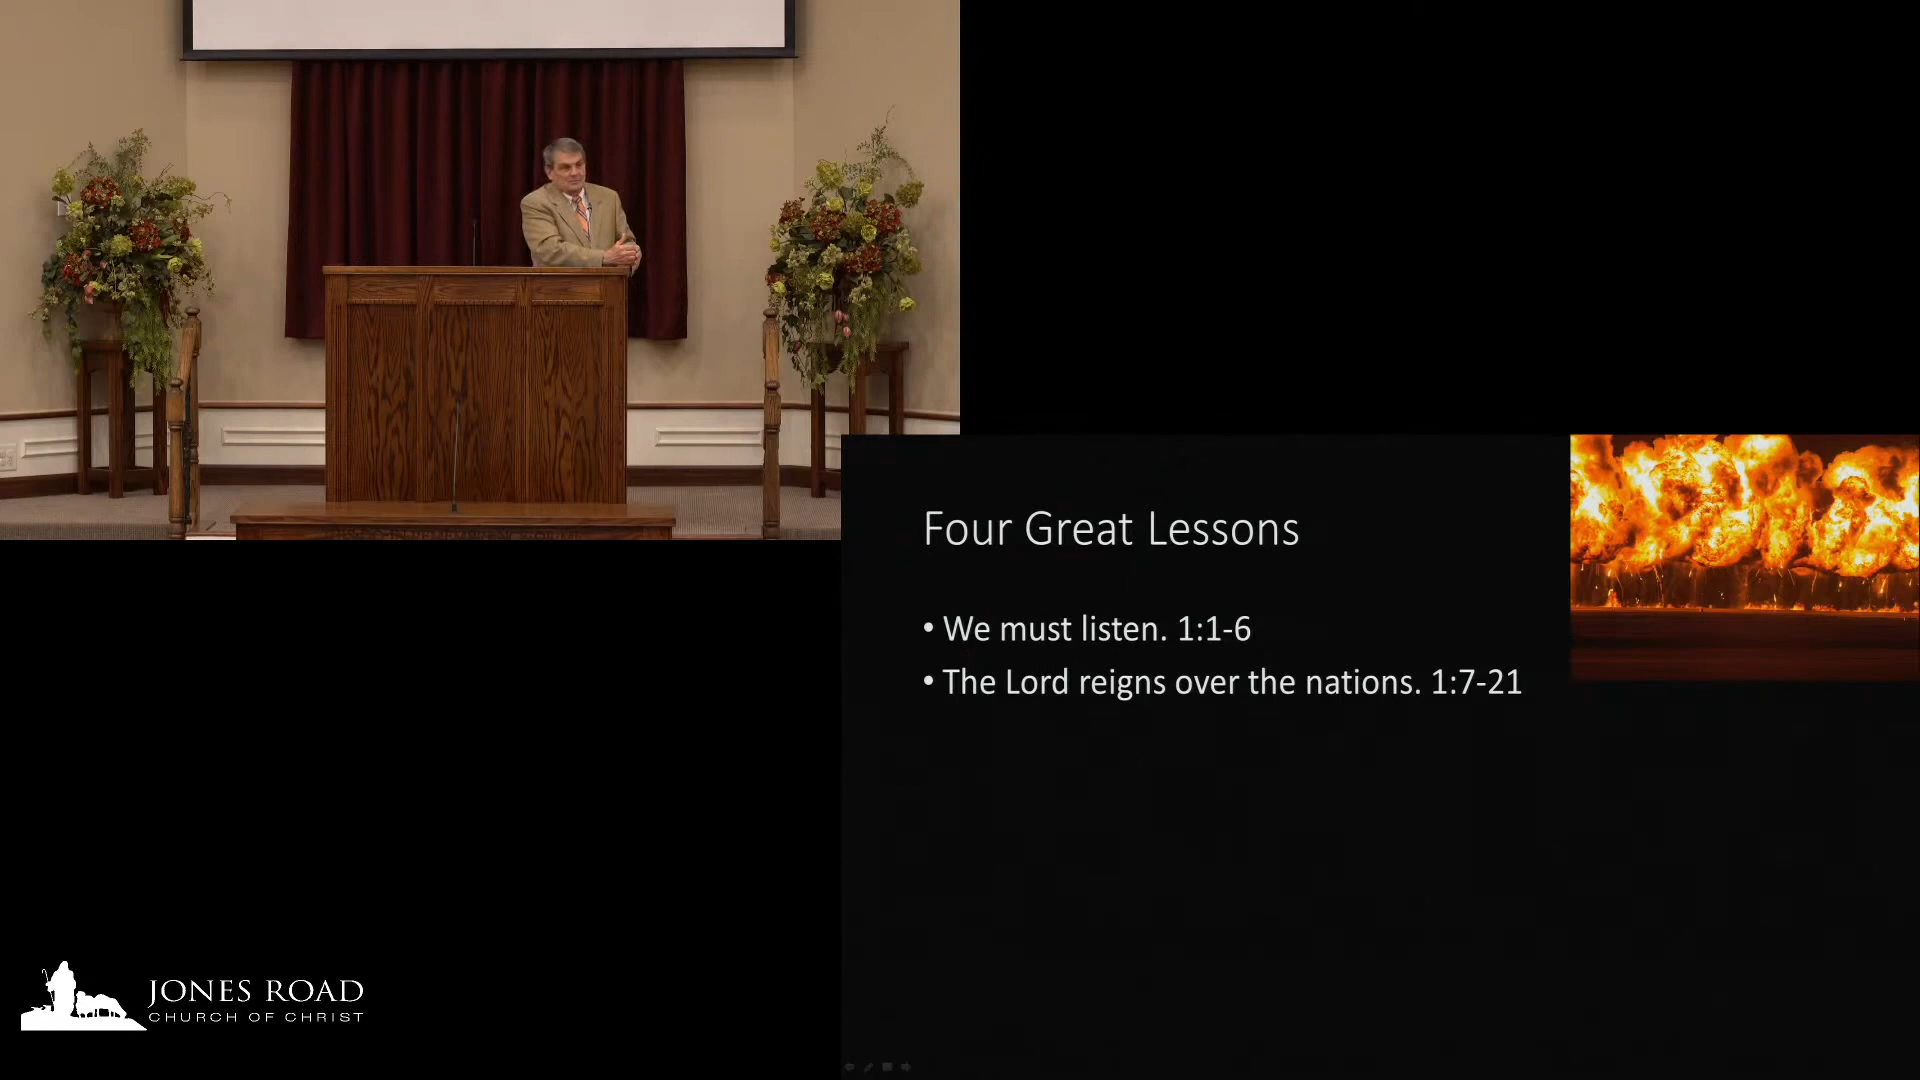 Four Great Lessons
• We must listen. 1:1-6
• The Lord reigns over the nations. 1:7-21
JONES ROAD
CHURCH OF CHRIST